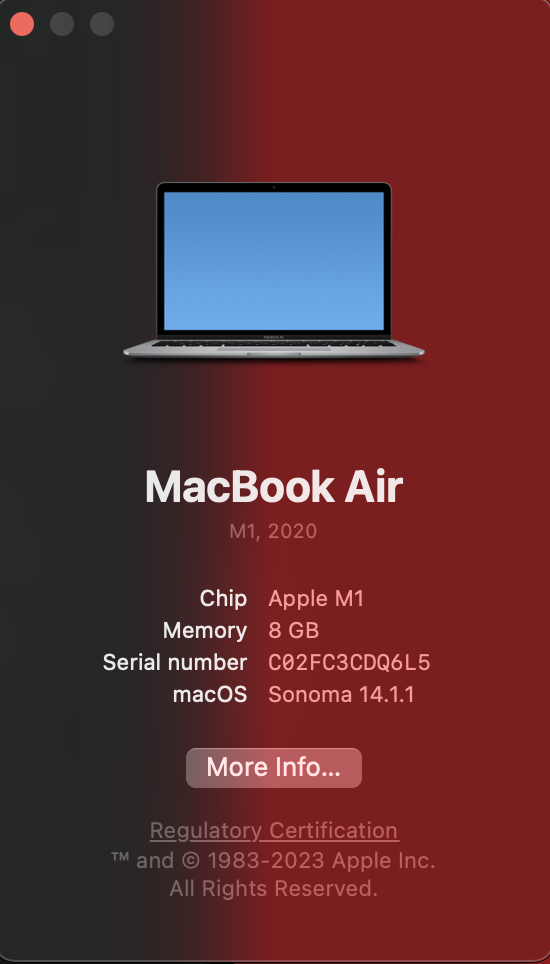 MacBook Air
M1, 2020
Chip Apple M1
Memory 8 GB
Serial number C02FC3CDQ6L5
macOS Sonoma 14.1.1
More Info...
Regulatory Certification
™ and © 1983-2023 Apple Inc.
All Rights Reserved.